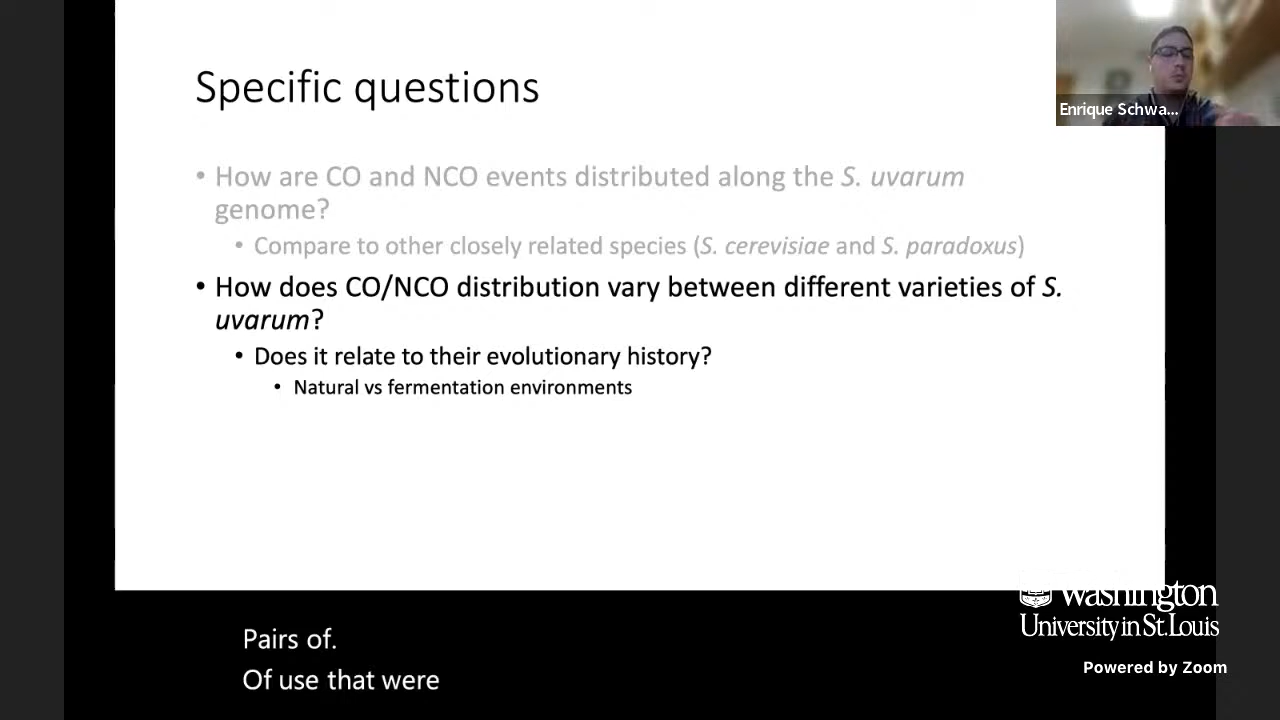 Specific questions
Enrique Schwa...
• How are CO and NCO events distributed along the S. uvarum
genome?
• Compare to other closely related species (S. cerevisiae and S. paradoxus)
• How does CO/NCO distribution vary between different varieties of S.
uvarum?
• Does it relate to their evolutionary history?
• Natural vs fermentation environments
Washington
University in St. Louis
Pairs of.
Of use that were
Powered by Zoom